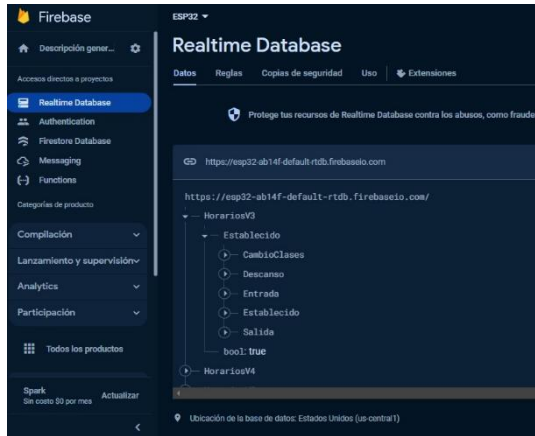 Firebase
Descripción gener...
Accesos directos a proyectos
Realtime Database
Authentication
Firestore Database
Messaging
Functions
Categorías de producto
Compilación
Lanzamiento y supervisión
Analytics
Participación
Todos los productos
Spark
Sin costo $0 por mes
Actualizar
ESP32
Realtime Database
Datos Reglas Copias de seguridad Uso Extensiones
Protege tus recursos de Realtime Database contra los abusos, como fraude
https://esp32-ab14f-default-rtdb.firebaseio.com
https://esp32-ab14f-default-rtdb.firebaseio.com/
HorariosV3
Establecido
CambioClases
Descanso
Entrada
Establecido
Salida
bool: true
HorariosV4
Ubicación de la base de datos: Estados Unidos (us-central1)